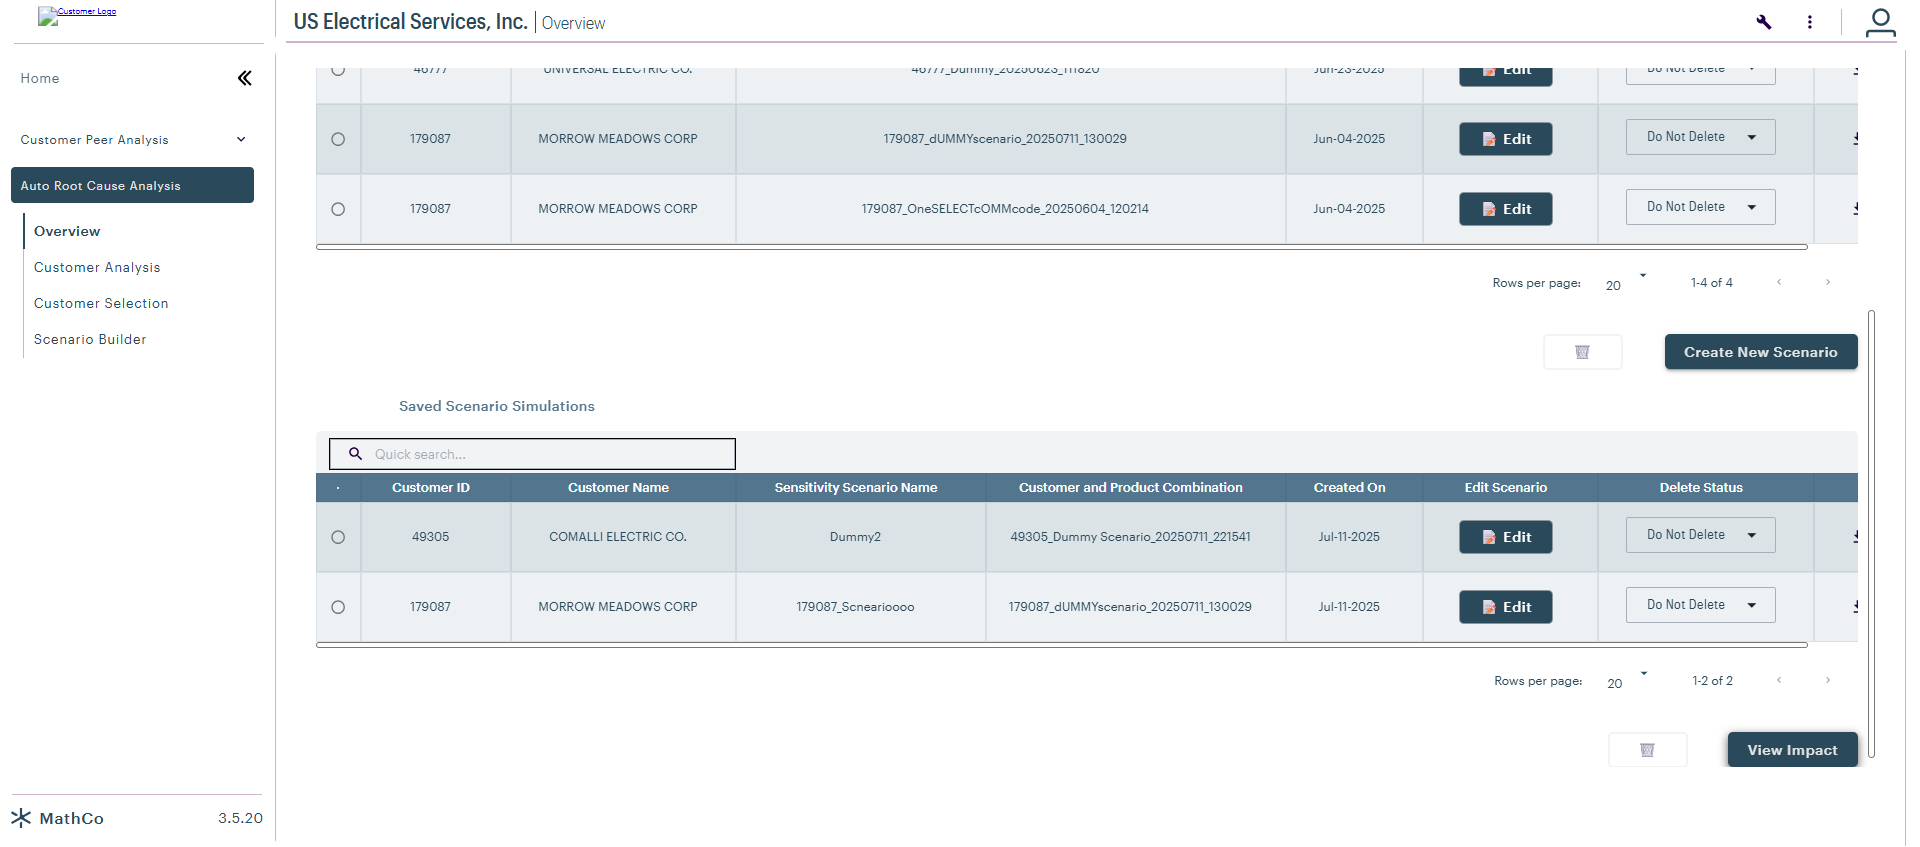 Customer Logo
US Electrical Services, Inc. Overview
Home
Customer Peer Analysis
Auto Root Cause Analysis
Overview
Customer Analysis
Customer Selection
Scenario Builder
MathCo 3.5.20
46777 UNIVERSAL ELECTRIC CO. 46777_Dummy_20250623_111820 Jun-23-2025 Edit Do Not Delete
179087 MORROW MEADOWS CORP 179087_dUMMYscenario_20250711_130029 Jun-04-2025 Edit Do Not Delete
179087 MORROW MEADOWS CORP 179087_OneSELECTcOMMcode_20250604_120214 Jun-04-2025 Edit Do Not Delete
Rows per page: 20 1-4 of 4
Create New Scenario
Saved Scenario Simulations
Quick search...
Customer ID Customer Name Sensitivity Scenario Name Customer and Product Combination Created On Edit Scenario Delete Status
49305 COMALLI ELECTRIC CO. Dummy2 49305_Dummy Scenario_20250711_221541 Jul-11-2025 Edit Do Not Delete
179087 MORROW MEADOWS CORP 179087_Scnearioooo 179087_dUMMYscenario_20250711_130029 Jul-11-2025 Edit Do Not Delete
Rows per page: 20 1-2 of 2
View Impact